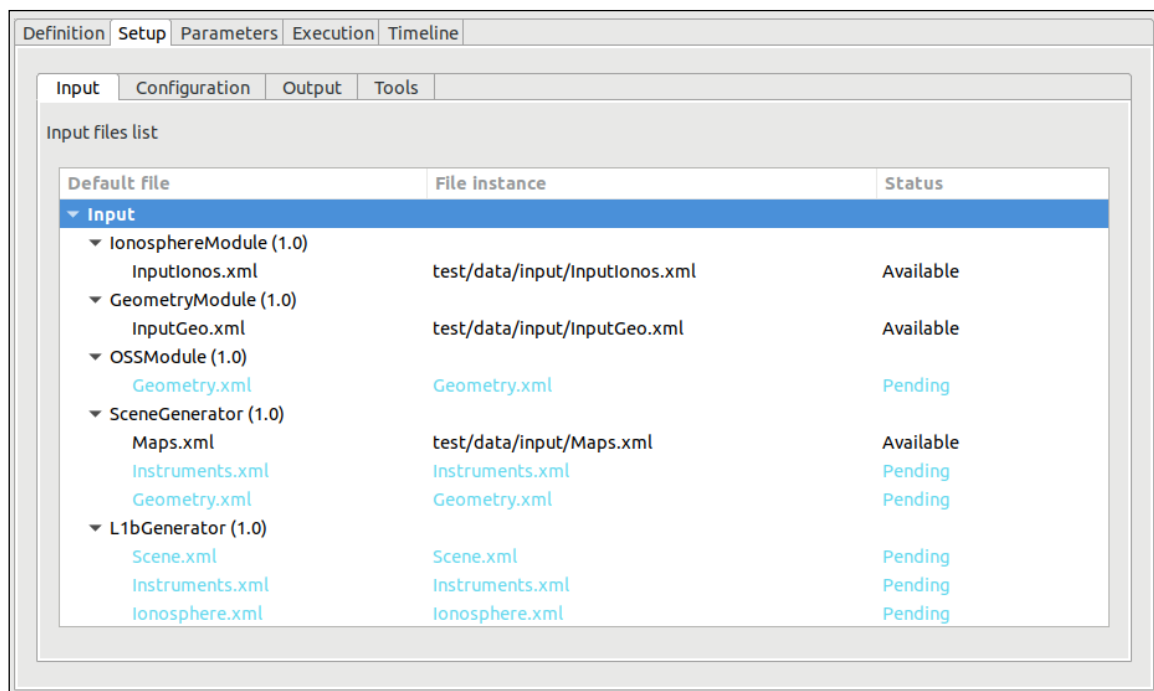 Definition Setup Parameters Execution Timeline
Input Configuration Output Tools
Input files list
Default file File instance Status
Input
IonosphereModule (1.0)
InputIonos.xml test/data/input/InputIonos.xml Available
GeometryModule (1.0)
InputGeo.xml test/data/input/InputGeo.xml Available
OSSModule (1.0)
Geometry.xml Geometry.xml Pending
SceneGenerator (1.0)
Maps.xml test/data/input/Maps.xml Available
Instruments.xml Instruments.xml Pending
Geometry.xml Geometry.xml Pending
L1bGenerator (1.0)
Scene.xml Scene.xml Pending
Instruments.xml Instruments.xml Pending
Ionosphere.xml Ionosphere.xml Pending